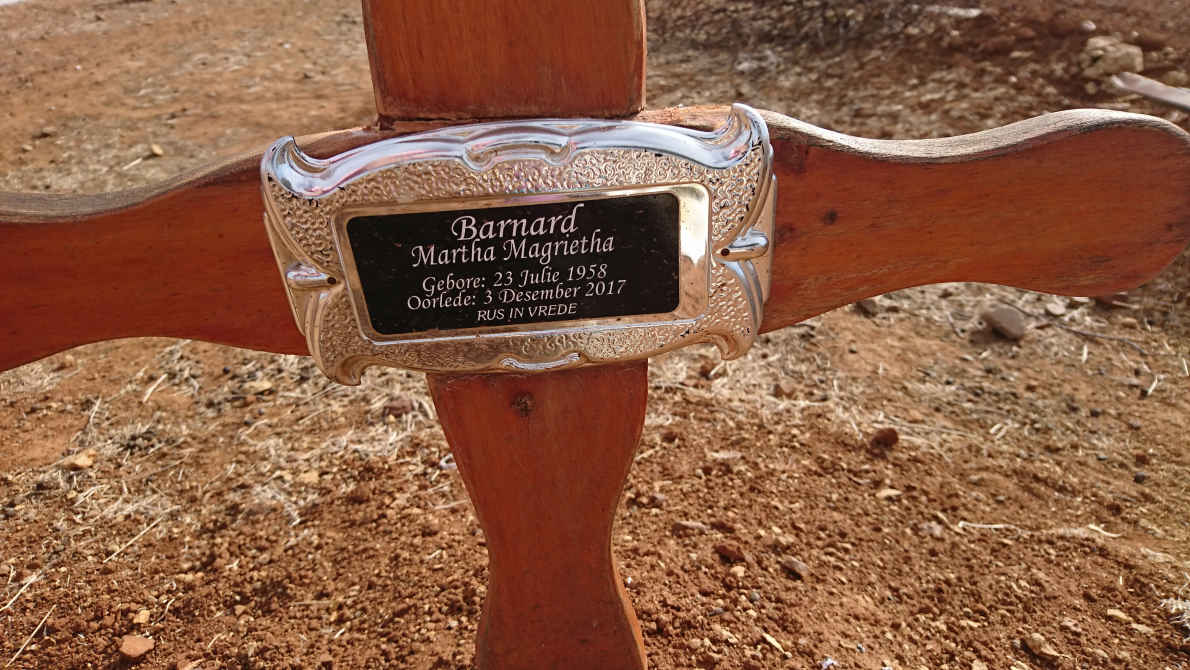 Barnard
Martha Magrietha
Gebore: 23 Julie 1958
Oorlede: 3 Desember 2017
RUS IN VREDE